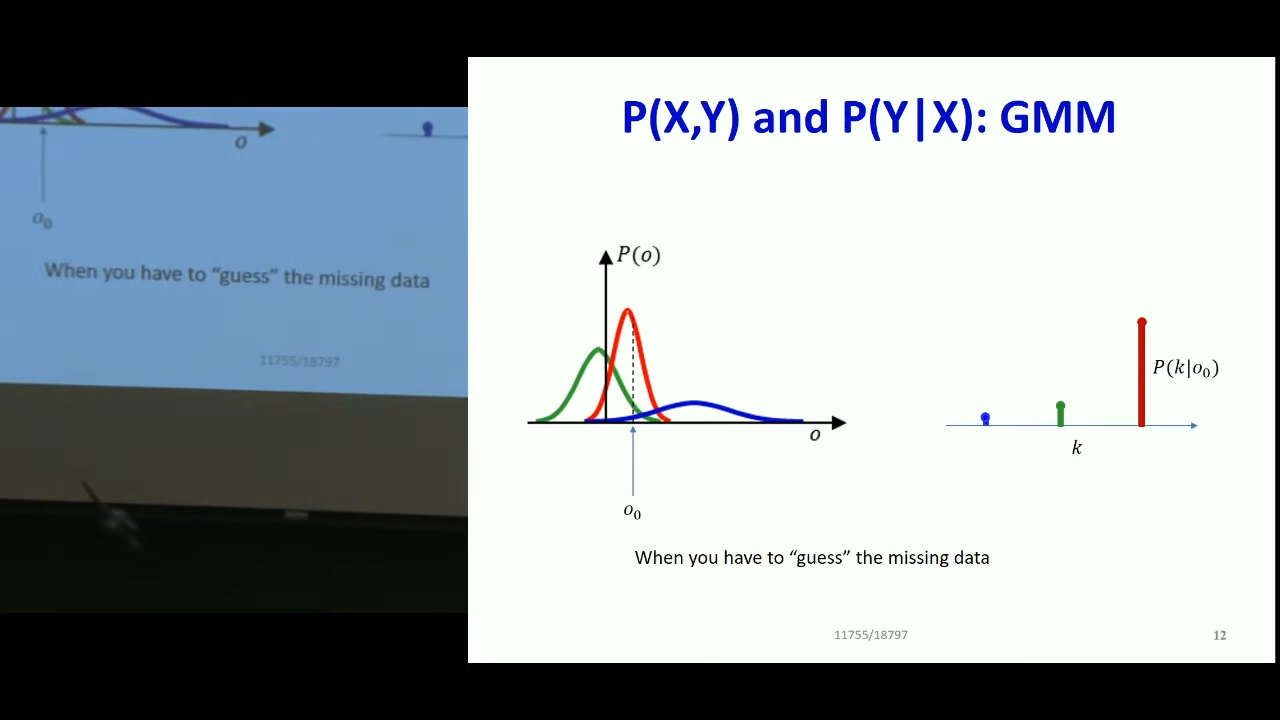 o
o₀
When you have to “guess” the missing data
11755/18797
P(X,Y) and P(Y|X): GMM
P(o)
o
o₀
P(k|o₀)
k
When you have to “guess” the missing data
11755/18797
12